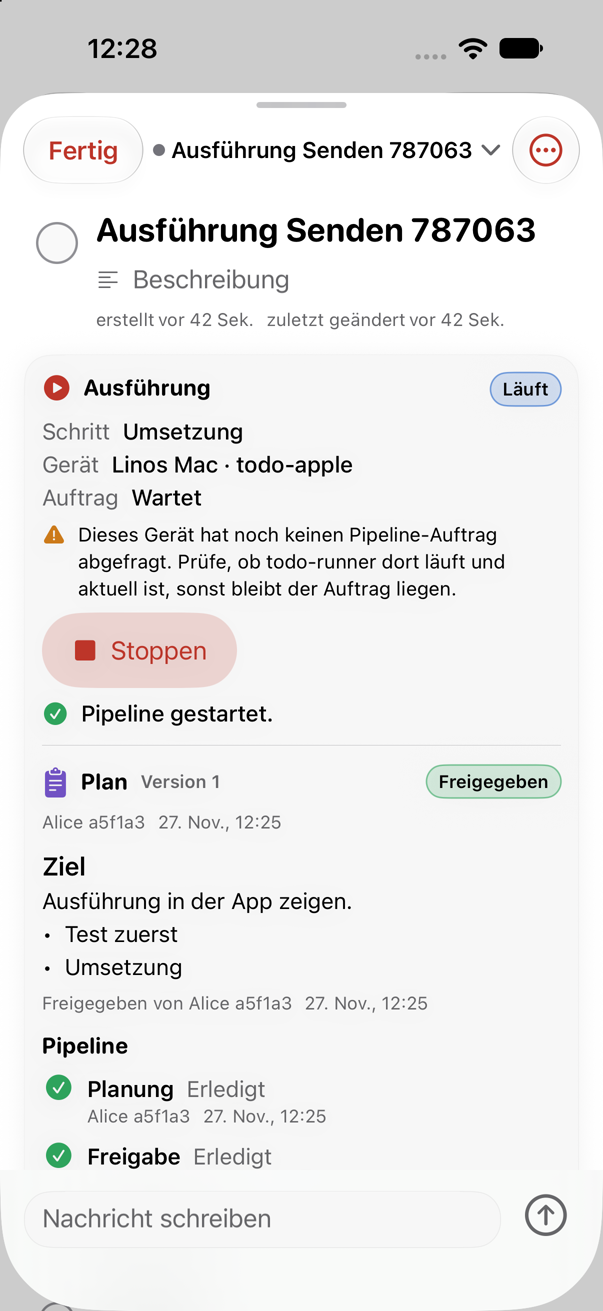 12:28
Fertig
Ausführung Senden 787063
Ausführung Senden 787063
Beschreibung
erstellt vor 42 Sek. zuletzt geändert vor 42 Sek.
Ausführung
Läuft
Schritt Umsetzung
Gerät Linos Mac · todo-apple
Auftrag Wartet
Dieses Gerät hat noch keinen Pipeline-Auftrag
abgefragt. Prüfe, ob todo-runner dort läuft und
aktuell ist, sonst bleibt der Auftrag liegen.
Stoppen
Pipeline gestartet.
Plan Version 1
Freigegeben
Alice a5f1a3 27. Nov., 12:25
Ziel
Ausführung in der App zeigen.
• Test zuerst
• Umsetzung
Freigegeben von Alice a5f1a3 27. Nov., 12:25
Pipeline
Planung Erledigt
Alice a5f1a3 27. Nov., 12:25
Freigabe Erledigt
Nachricht schreiben